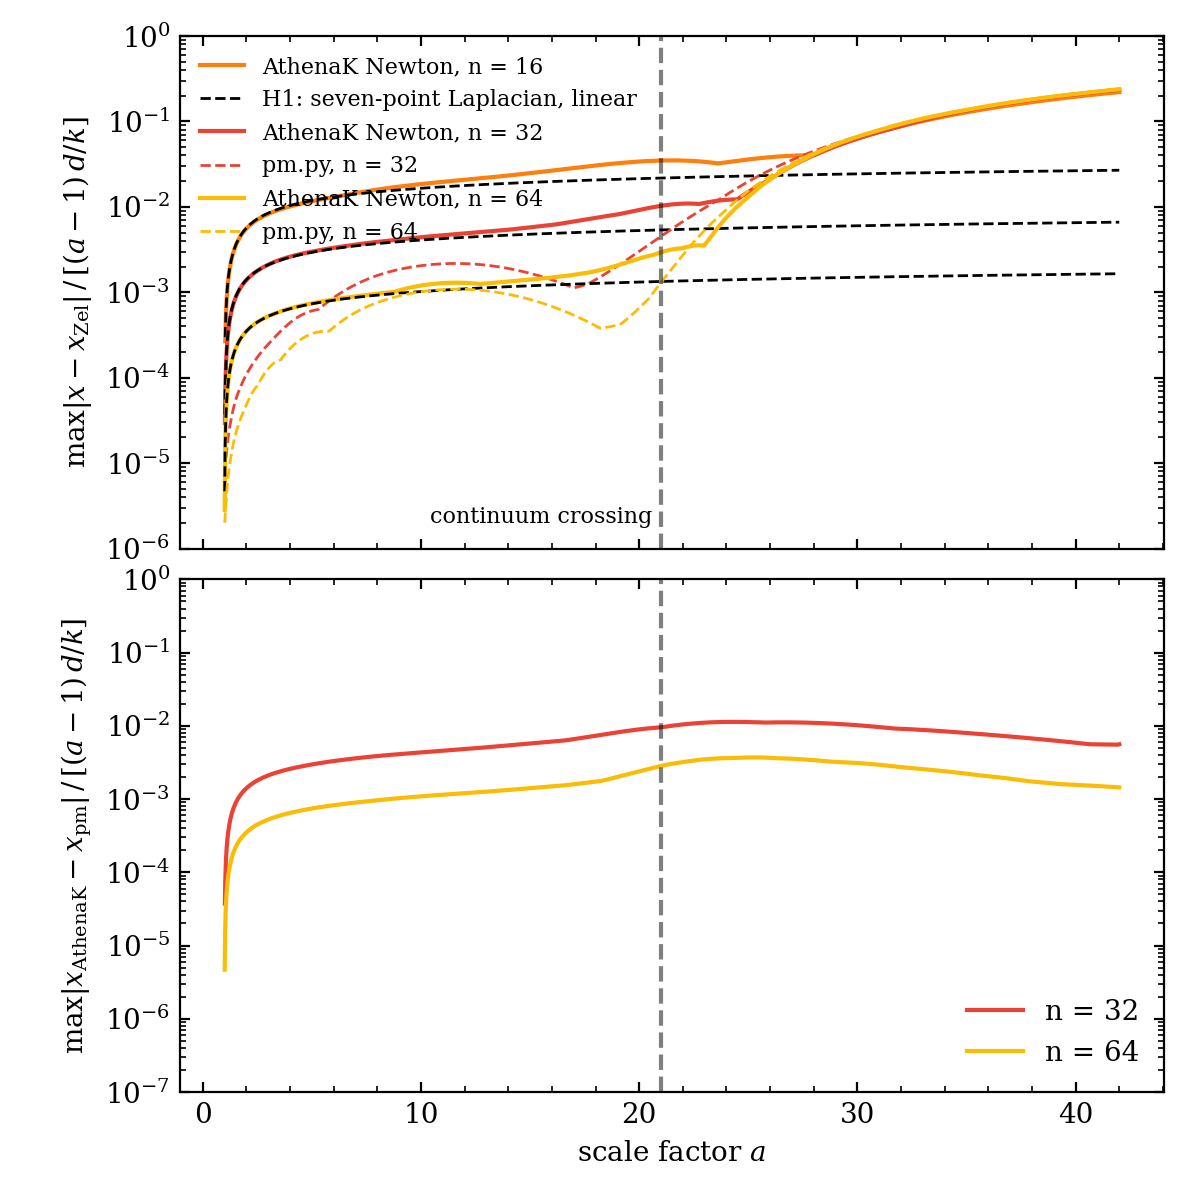 max|x − x_Zel| / [(a − 1) d/k]
10^0
10^−1
10^−2
10^−3
10^−4
10^−5
10^−6
AthenaK Newton, n = 16
H1: seven-point Laplacian, linear
AthenaK Newton, n = 32
pm.py, n = 32
AthenaK Newton, n = 64
pm.py, n = 64
continuum crossing
max|x_AthenaK − x_pm| / [(a − 1) d/k]
10^0
10^−1
10^−2
10^−3
10^−4
10^−5
10^−6
10^−7
n = 32
n = 64
0 10 20 30 40
scale factor a